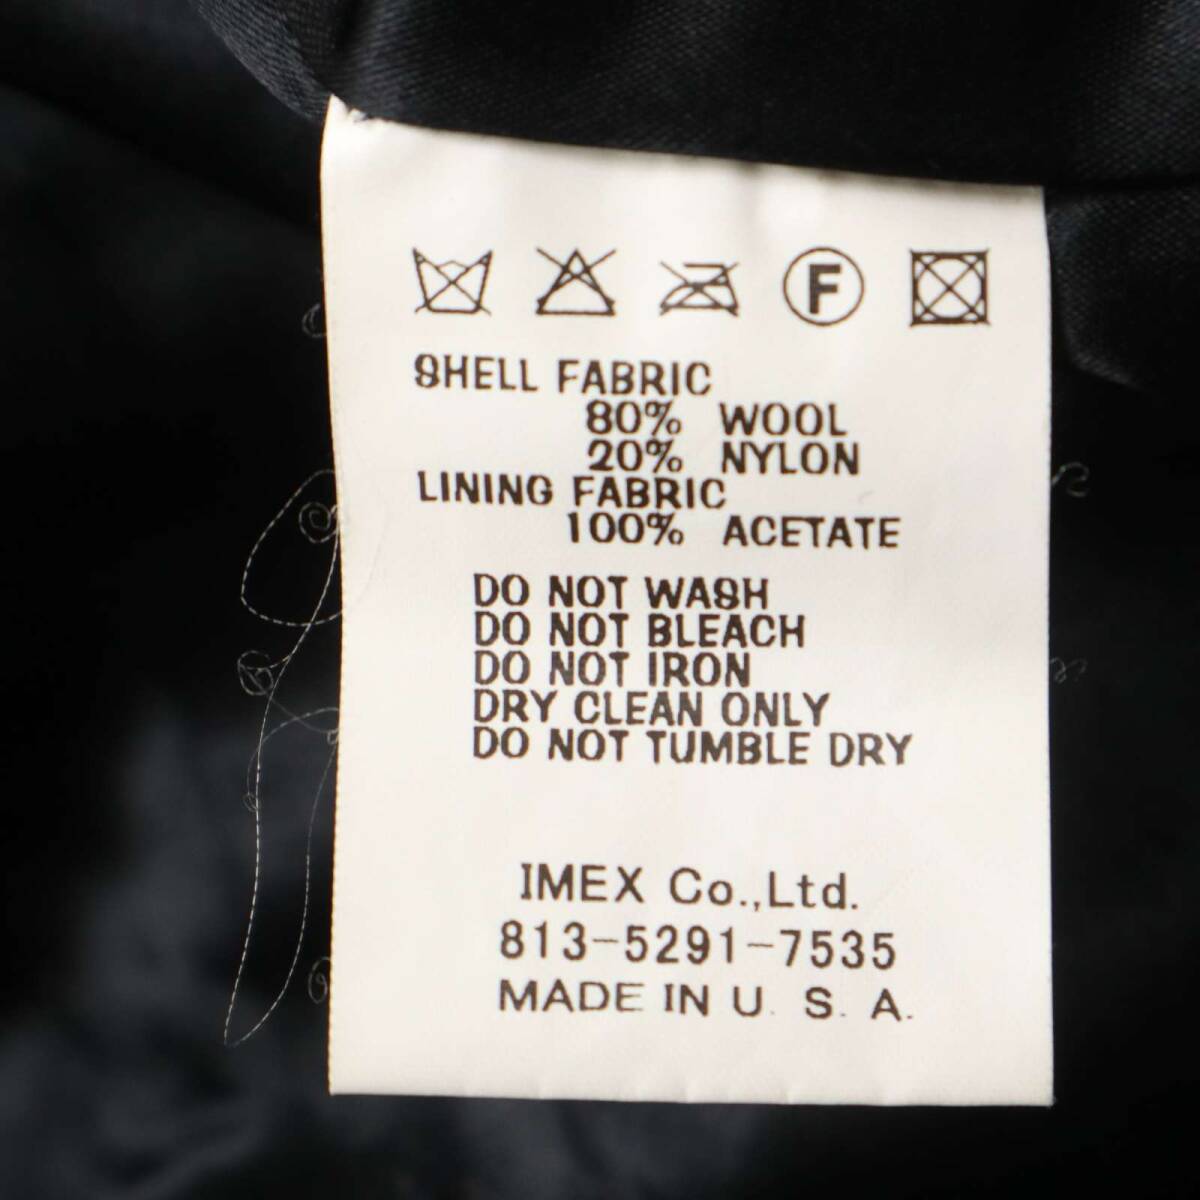 F
SHELL FABRIC
80% WOOL
20% NYLON
LINING FABRIC
100% ACETATE
DO NOT WASH
DO NOT BLEACH
DO NOT IRON
DRY CLEAN ONLY
DO NOT TUMBLE DRY
IMEX Co.,Ltd.
813-5291-7535
MADE IN U. S. A.